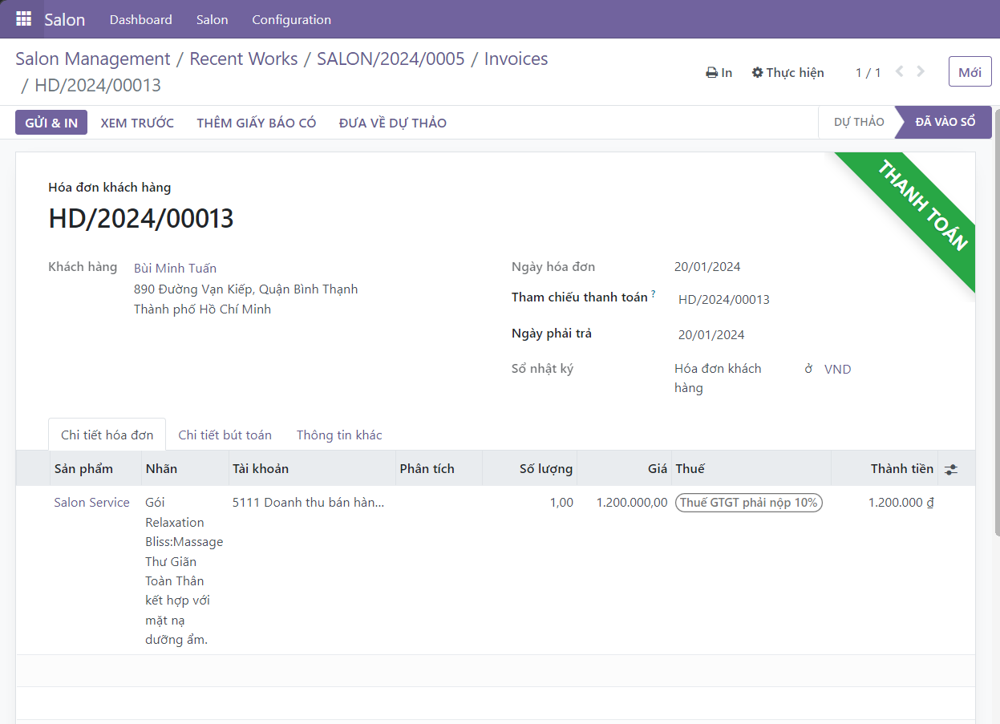 Salon Dashboard Salon Configuration
Salon Management / Recent Works / SALON/2024/0005 / Invoices
/ HD/2024/00013
In Thực hiện 1 / 1 Mới
GỬI & IN XEM TRƯỚC THÊM GIẤY BÁO CÓ ĐƯA VỀ DỰ THẢO DỰ THẢO ĐÃ VÀO SỔ
THANH TOÁN
Hóa đơn khách hàng
HD/2024/00013
Khách hàng Bùi Minh Tuấn
890 Đường Vạn Kiếp, Quận Bình Thạnh
Thành phố Hồ Chí Minh
Ngày hóa đơn 20/01/2024
Tham chiếu thanh toán ? HD/2024/00013
Ngày phải trả 20/01/2024
Sổ nhật ký Hóa đơn khách hàng ở VND
Chi tiết hóa đơn Chi tiết bút toán Thông tin khác
Sản phẩm Nhãn Tài khoản Phân tích Số lượng Giá Thuế Thành tiền
Salon Service Gói 5111 Doanh thu bán hàn... 1,00 1.200.000,00 Thuế GTGT phải nộp 10% 1.200.000 ₫
Relaxation
Bliss:Massage
Thư Giãn
Toàn Thân
kết hợp với
mặt nạ
dưỡng ẩm.